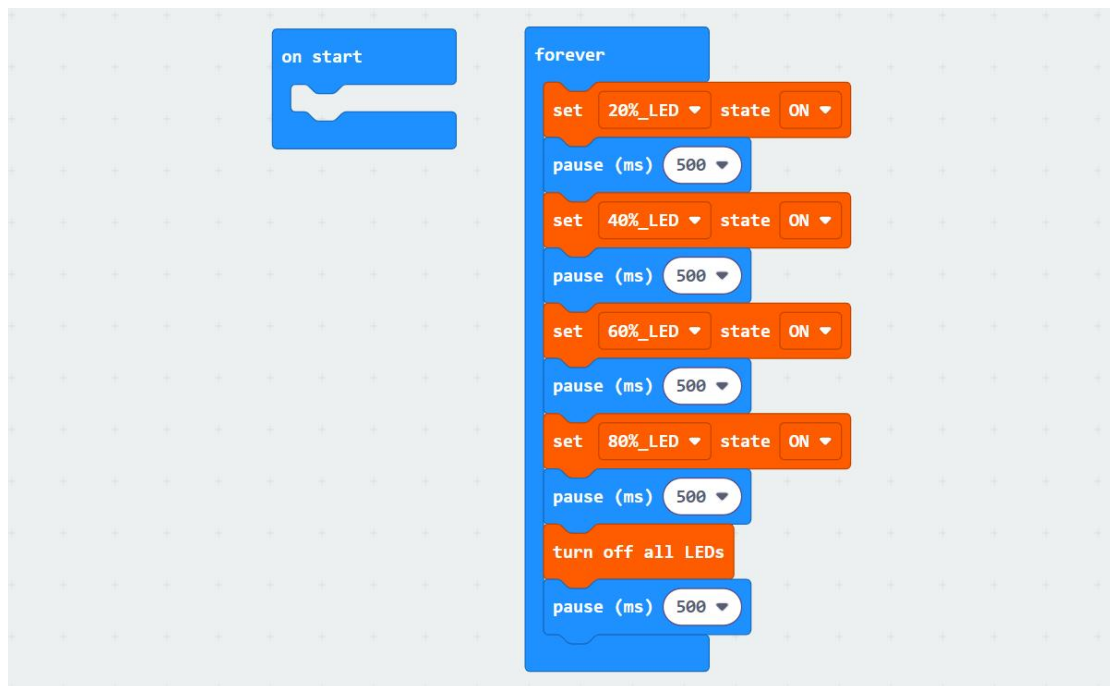 on start
forever
set 20%_LED state ON
pause (ms) 500
set 40%_LED state ON
pause (ms) 500
set 60%_LED state ON
pause (ms) 500
set 80%_LED state ON
pause (ms) 500
turn off all LEDs
pause (ms) 500